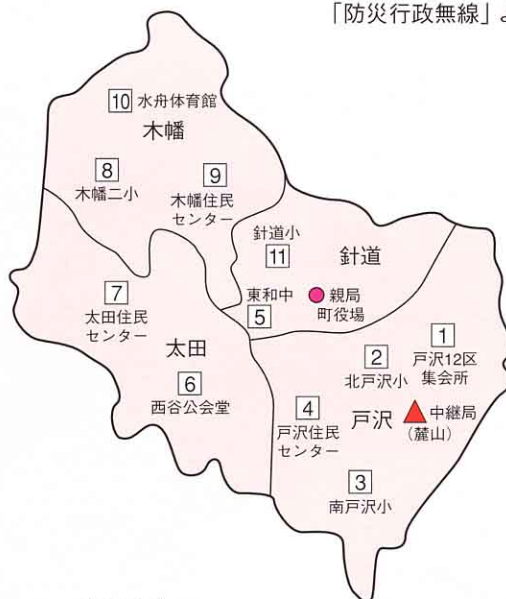 「防災行政無線」よ
10 水舟体育館
木幡
8
木幡二小
9
木幡住民
センター
針道小
11
針道
東和中
5
親局
町役場
7
太田住民
センター
太田
6
西谷公会堂
1
戸沢12区
集会所
2
北戸沢小
4
戸沢住民
センター
戸沢
中継局
(麓山)
3
南戸沢小